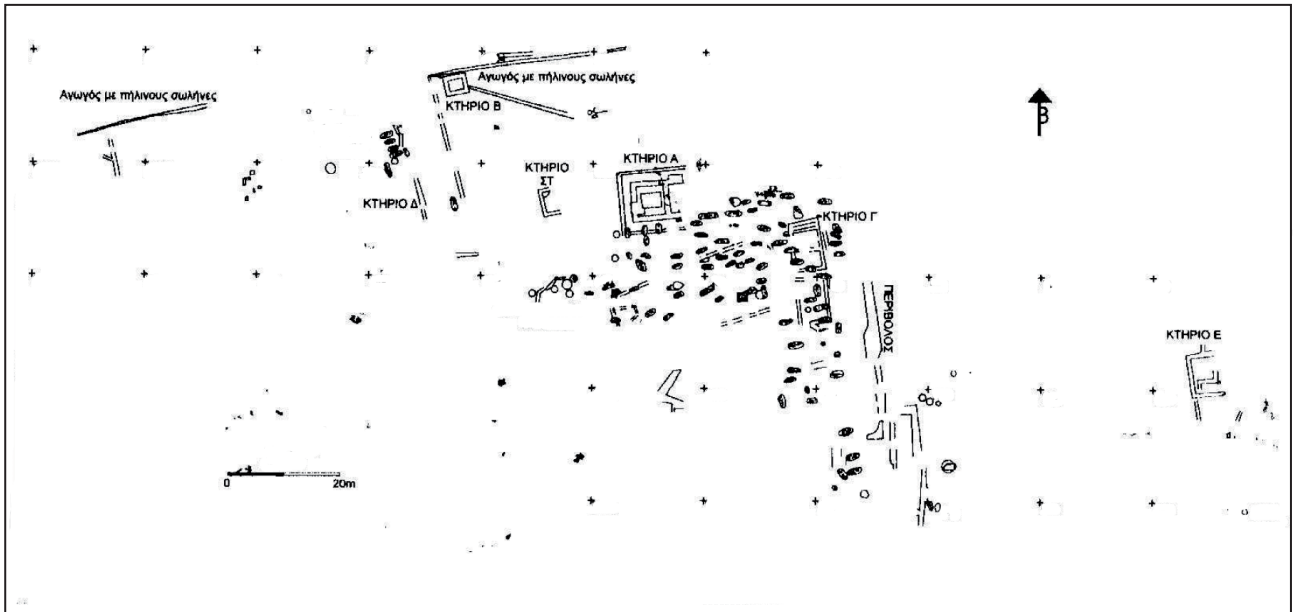 Αγωγός με πήλινους σωλήνες
Αγωγός με πήλινους σωλήνες
ΚΤΗΡΙΟ Β
Β
ΚΤΗΡΙΟ Α
ΚΤΗΡΙΟ
ΣΤ
ΚΤΗΡΙΟ Δ
ΚΤΗΡΙΟ Γ
ΠΕΡΙΒΟΛΟΣ
ΚΤΗΡΙΟ Ε
0 20m